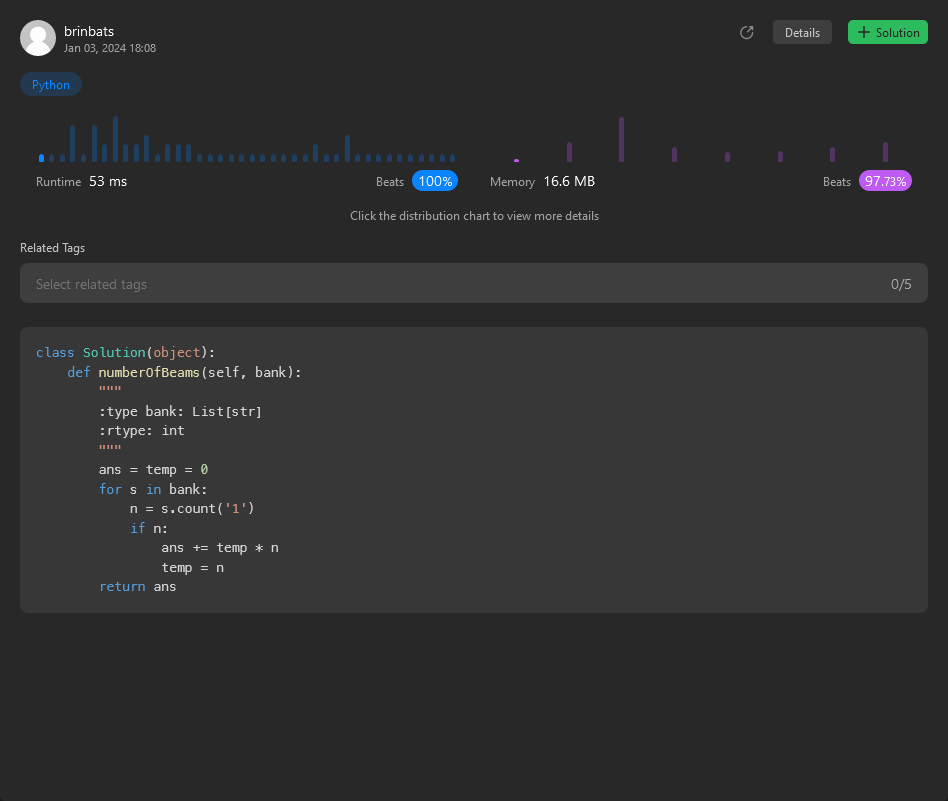 brinbats
Jan 03, 2024 18:08
Details
Solution
Python
Runtime 53 ms Beats 100% Memory 16.6 MB Beats 97.73%
Click the distribution chart to view more details
Related Tags
Select related tags 0/5
class Solution(object):
    def numberOfBeams(self, bank):
        """
        :type bank: List[str]
        :rtype: int
        """
        ans = temp = 0
        for s in bank:
            n = s.count('1')
            if n:
                ans += temp * n
                temp = n
        return ans